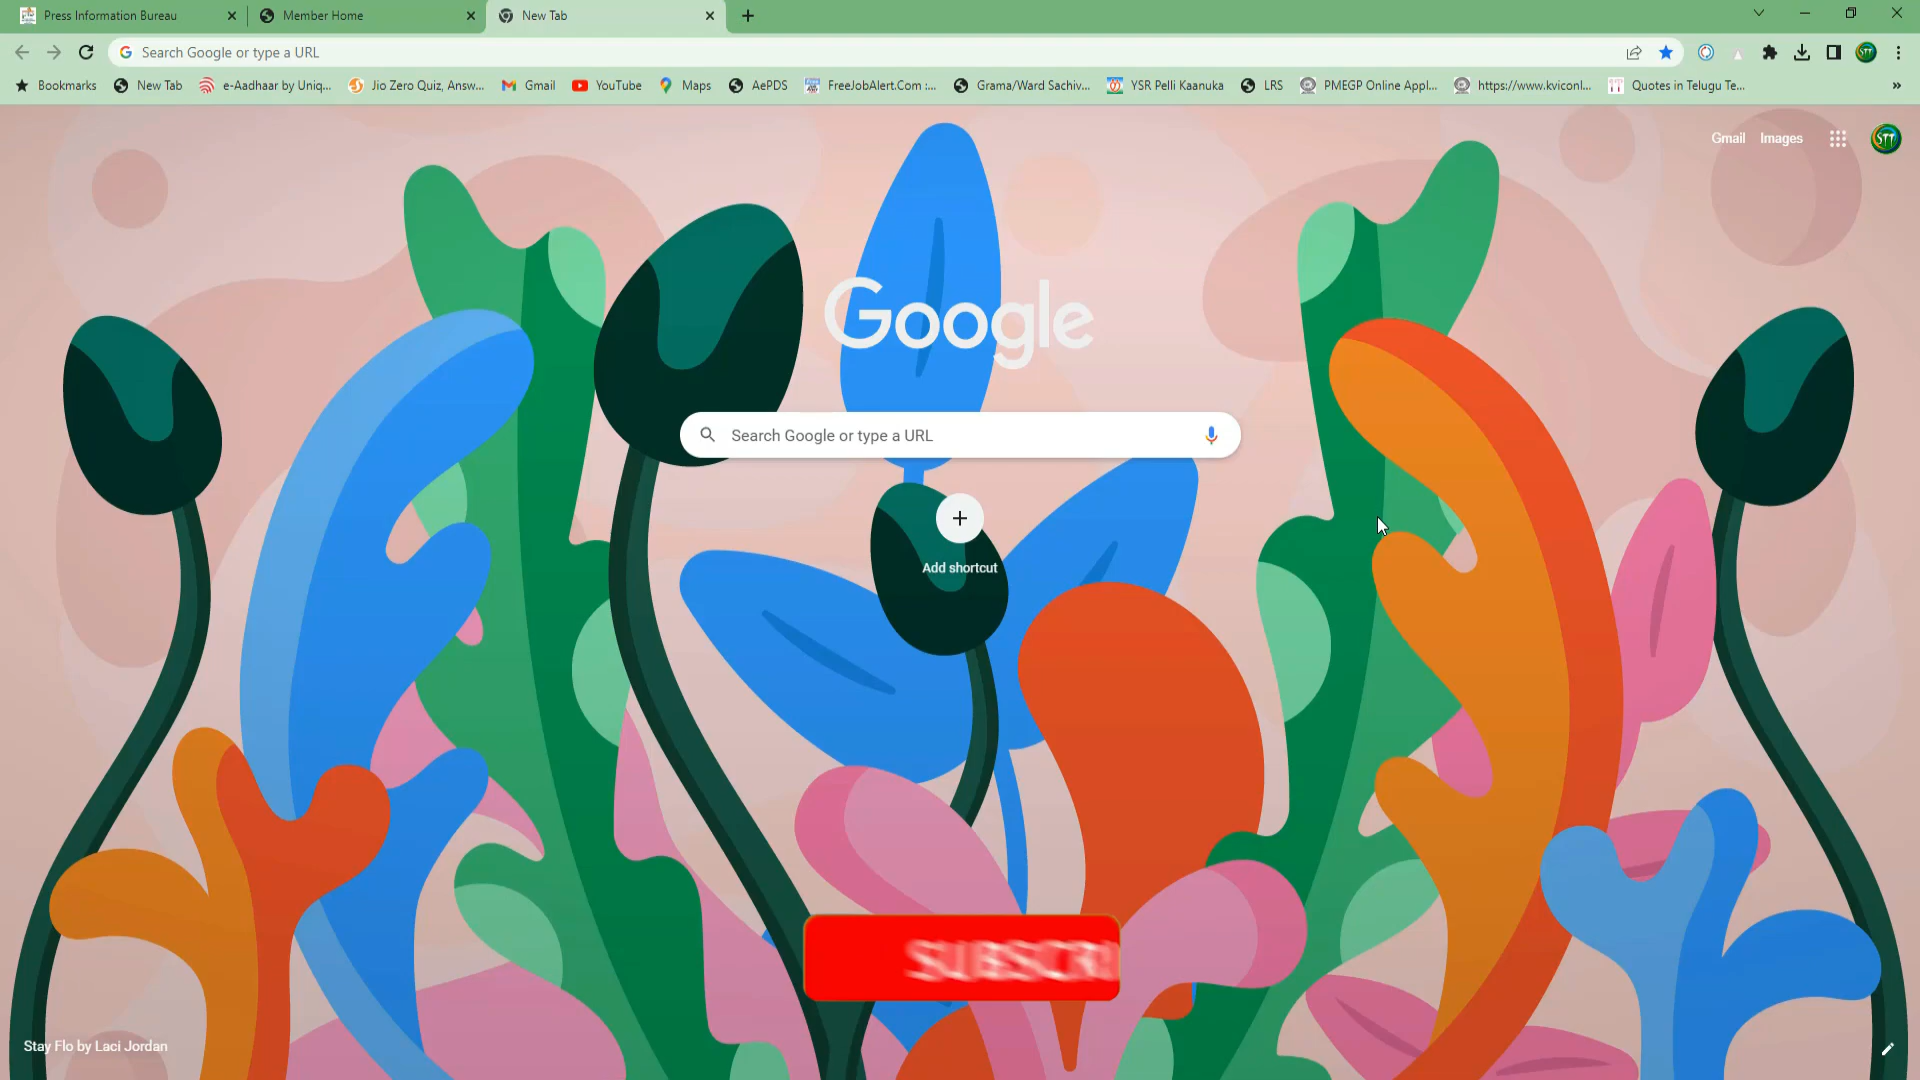 Press Information Bureau
Member Home
New Tab
Search Google or type a URL
Bookmarks
New Tab
e-Aadhaar by Uniq...
Jio Zero Quiz, Answ...
Gmail
YouTube
Maps
AePDS
FreeJobAlert.Com :...
Grama/Ward Sachiv...
YSR Pelli Kaanuka
LRS
PMEGP Online Appl...
https://www.kviconl...
Quotes in Telugu Te...
Gmail
Images
STT
Google
Search Google or type a URL
Add shortcut
Stay Flo by Laci Jordan